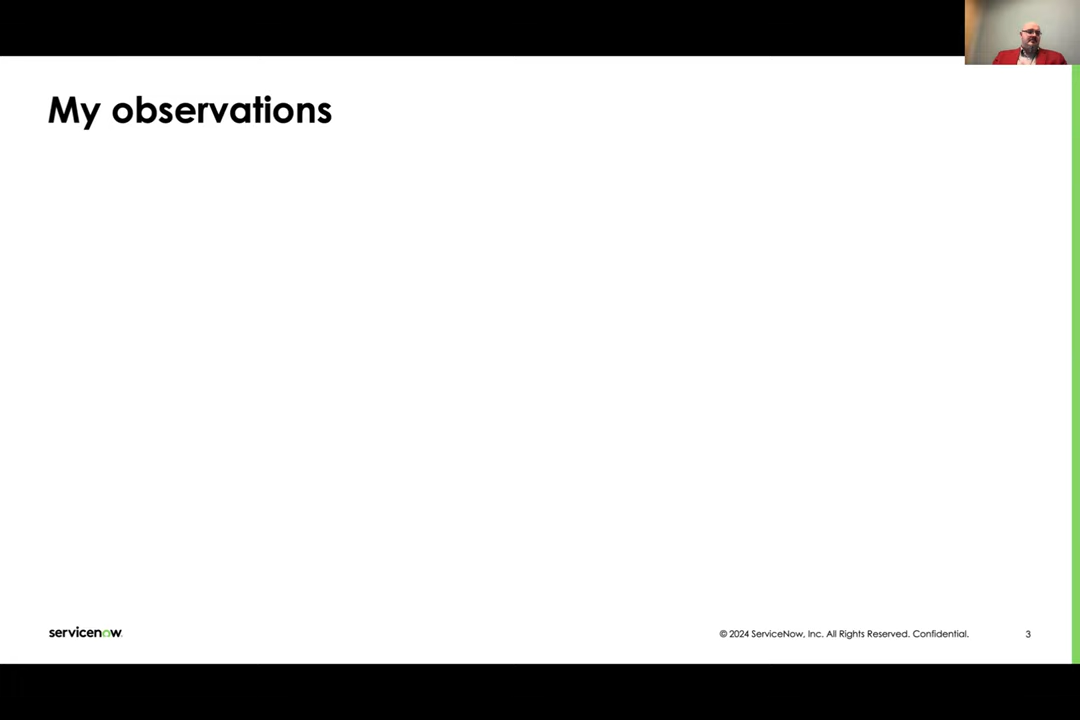 My observations
servicenow.
© 2024 ServiceNow, Inc. All Rights Reserved. Confidential.
3